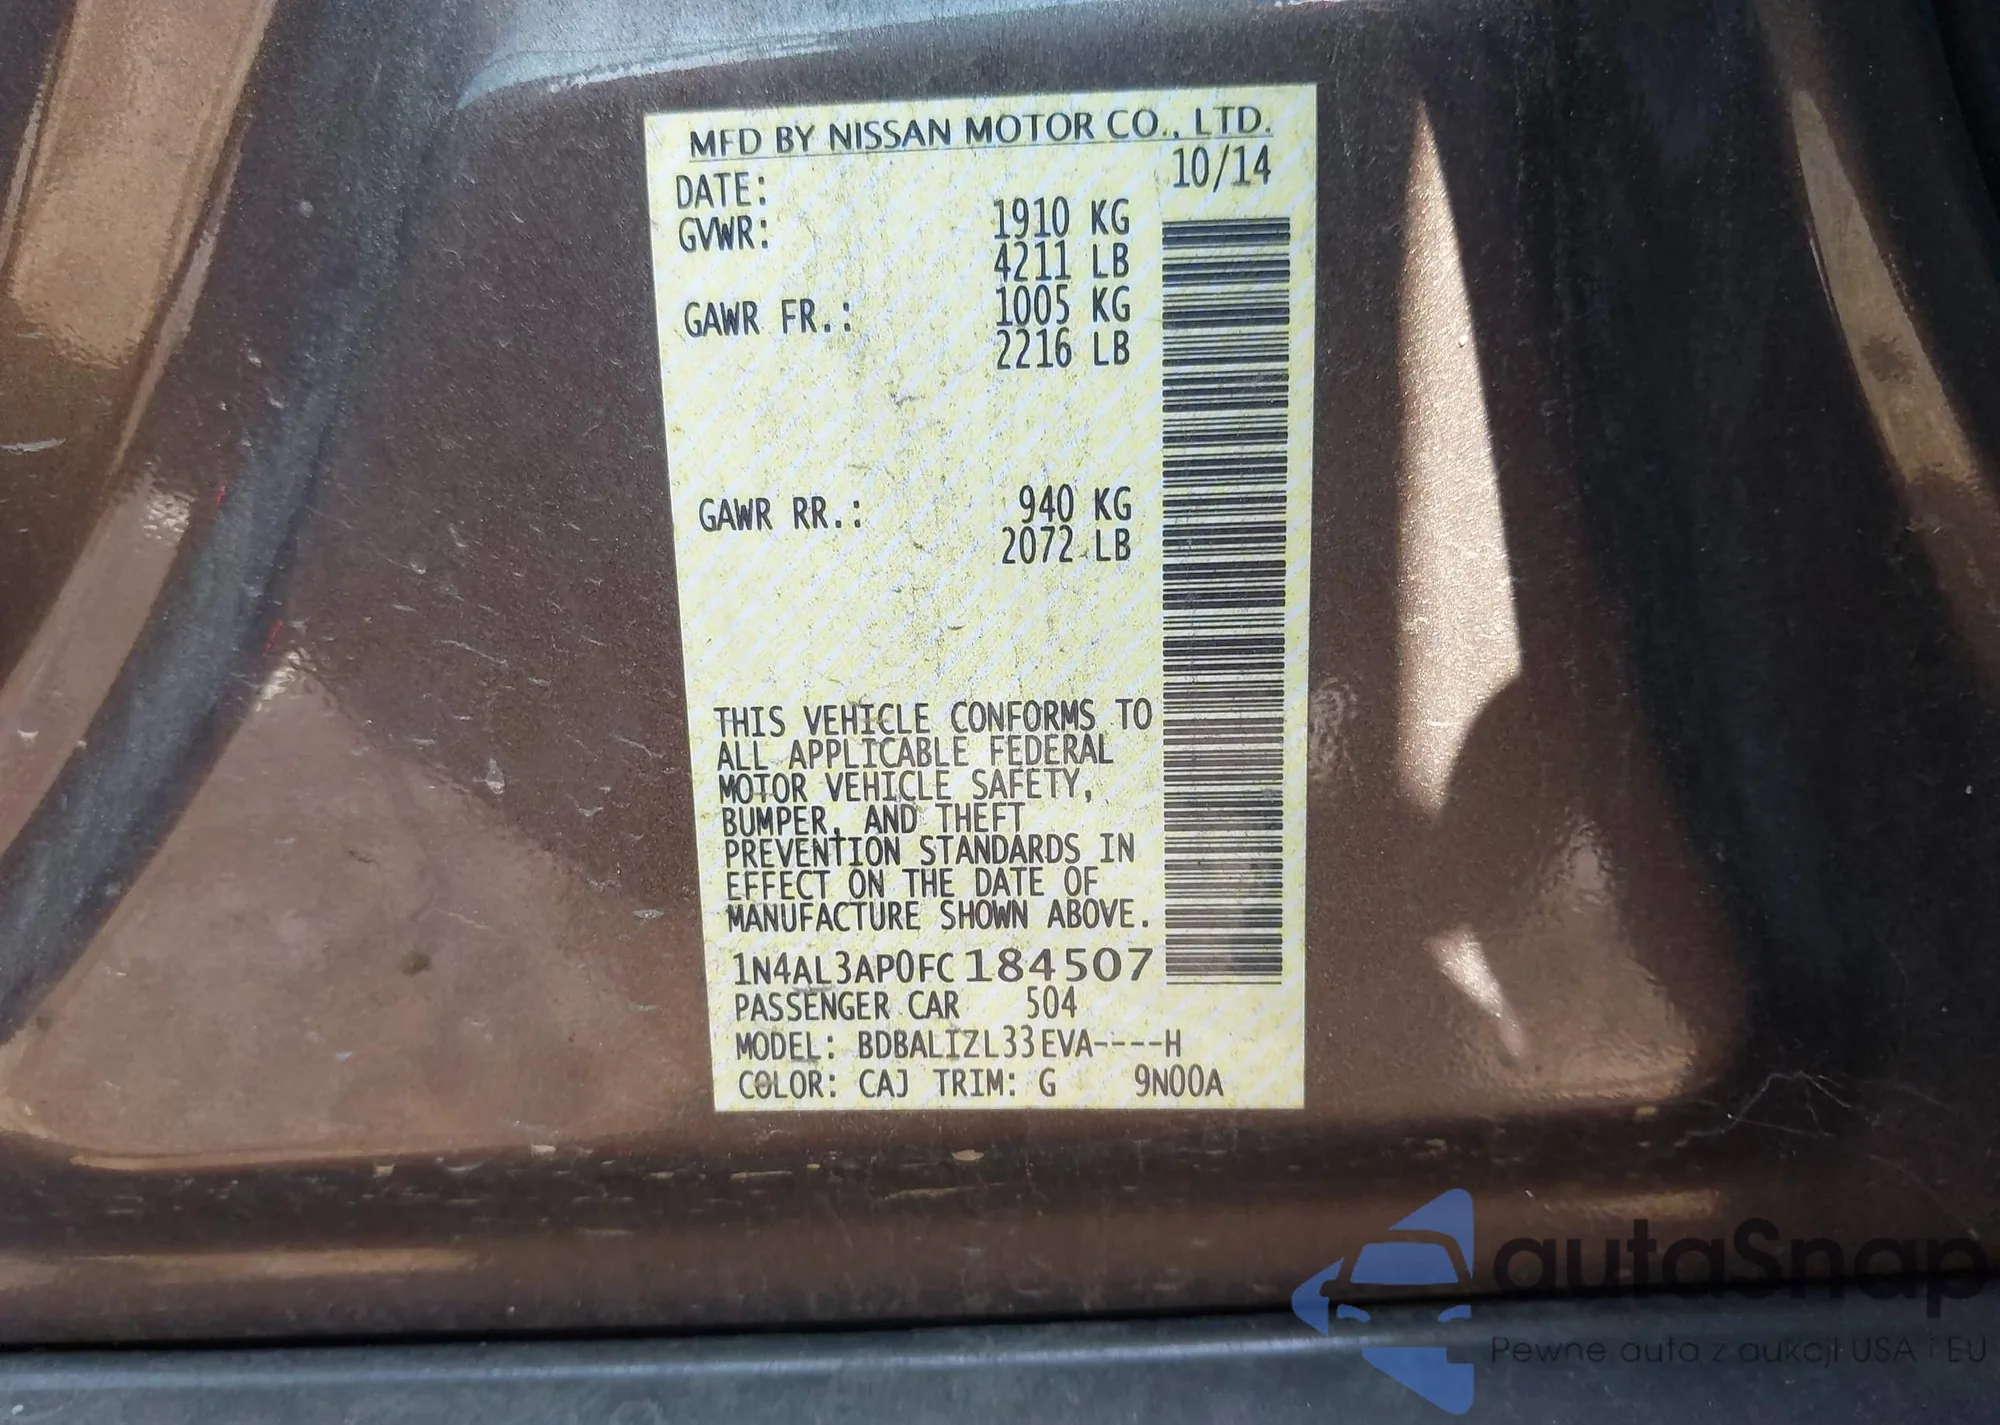 MFD BY NISSAN MOTOR CO., LTD.
DATE: 10/14
GVWR: 1910 KG
4211 LB
GAWR FR.: 1005 KG
2216 LB
GAWR RR.: 940 KG
2072 LB
THIS VEHICLE CONFORMS TO
ALL APPLICABLE FEDERAL
MOTOR VEHICLE SAFETY,
BUMPER, AND THEFT
PREVENTION STANDARDS IN
EFFECT ON THE DATE OF
MANUFACTURE SHOWN ABOVE.
1N4AL3AP0FC184507
PASSENGER CAR 504
MODEL: BDBALIZL33EVA----H
COLOR: CAJ TRIM: G 9N00A
autaSnap
Pewne auta z aukcji USA i EU